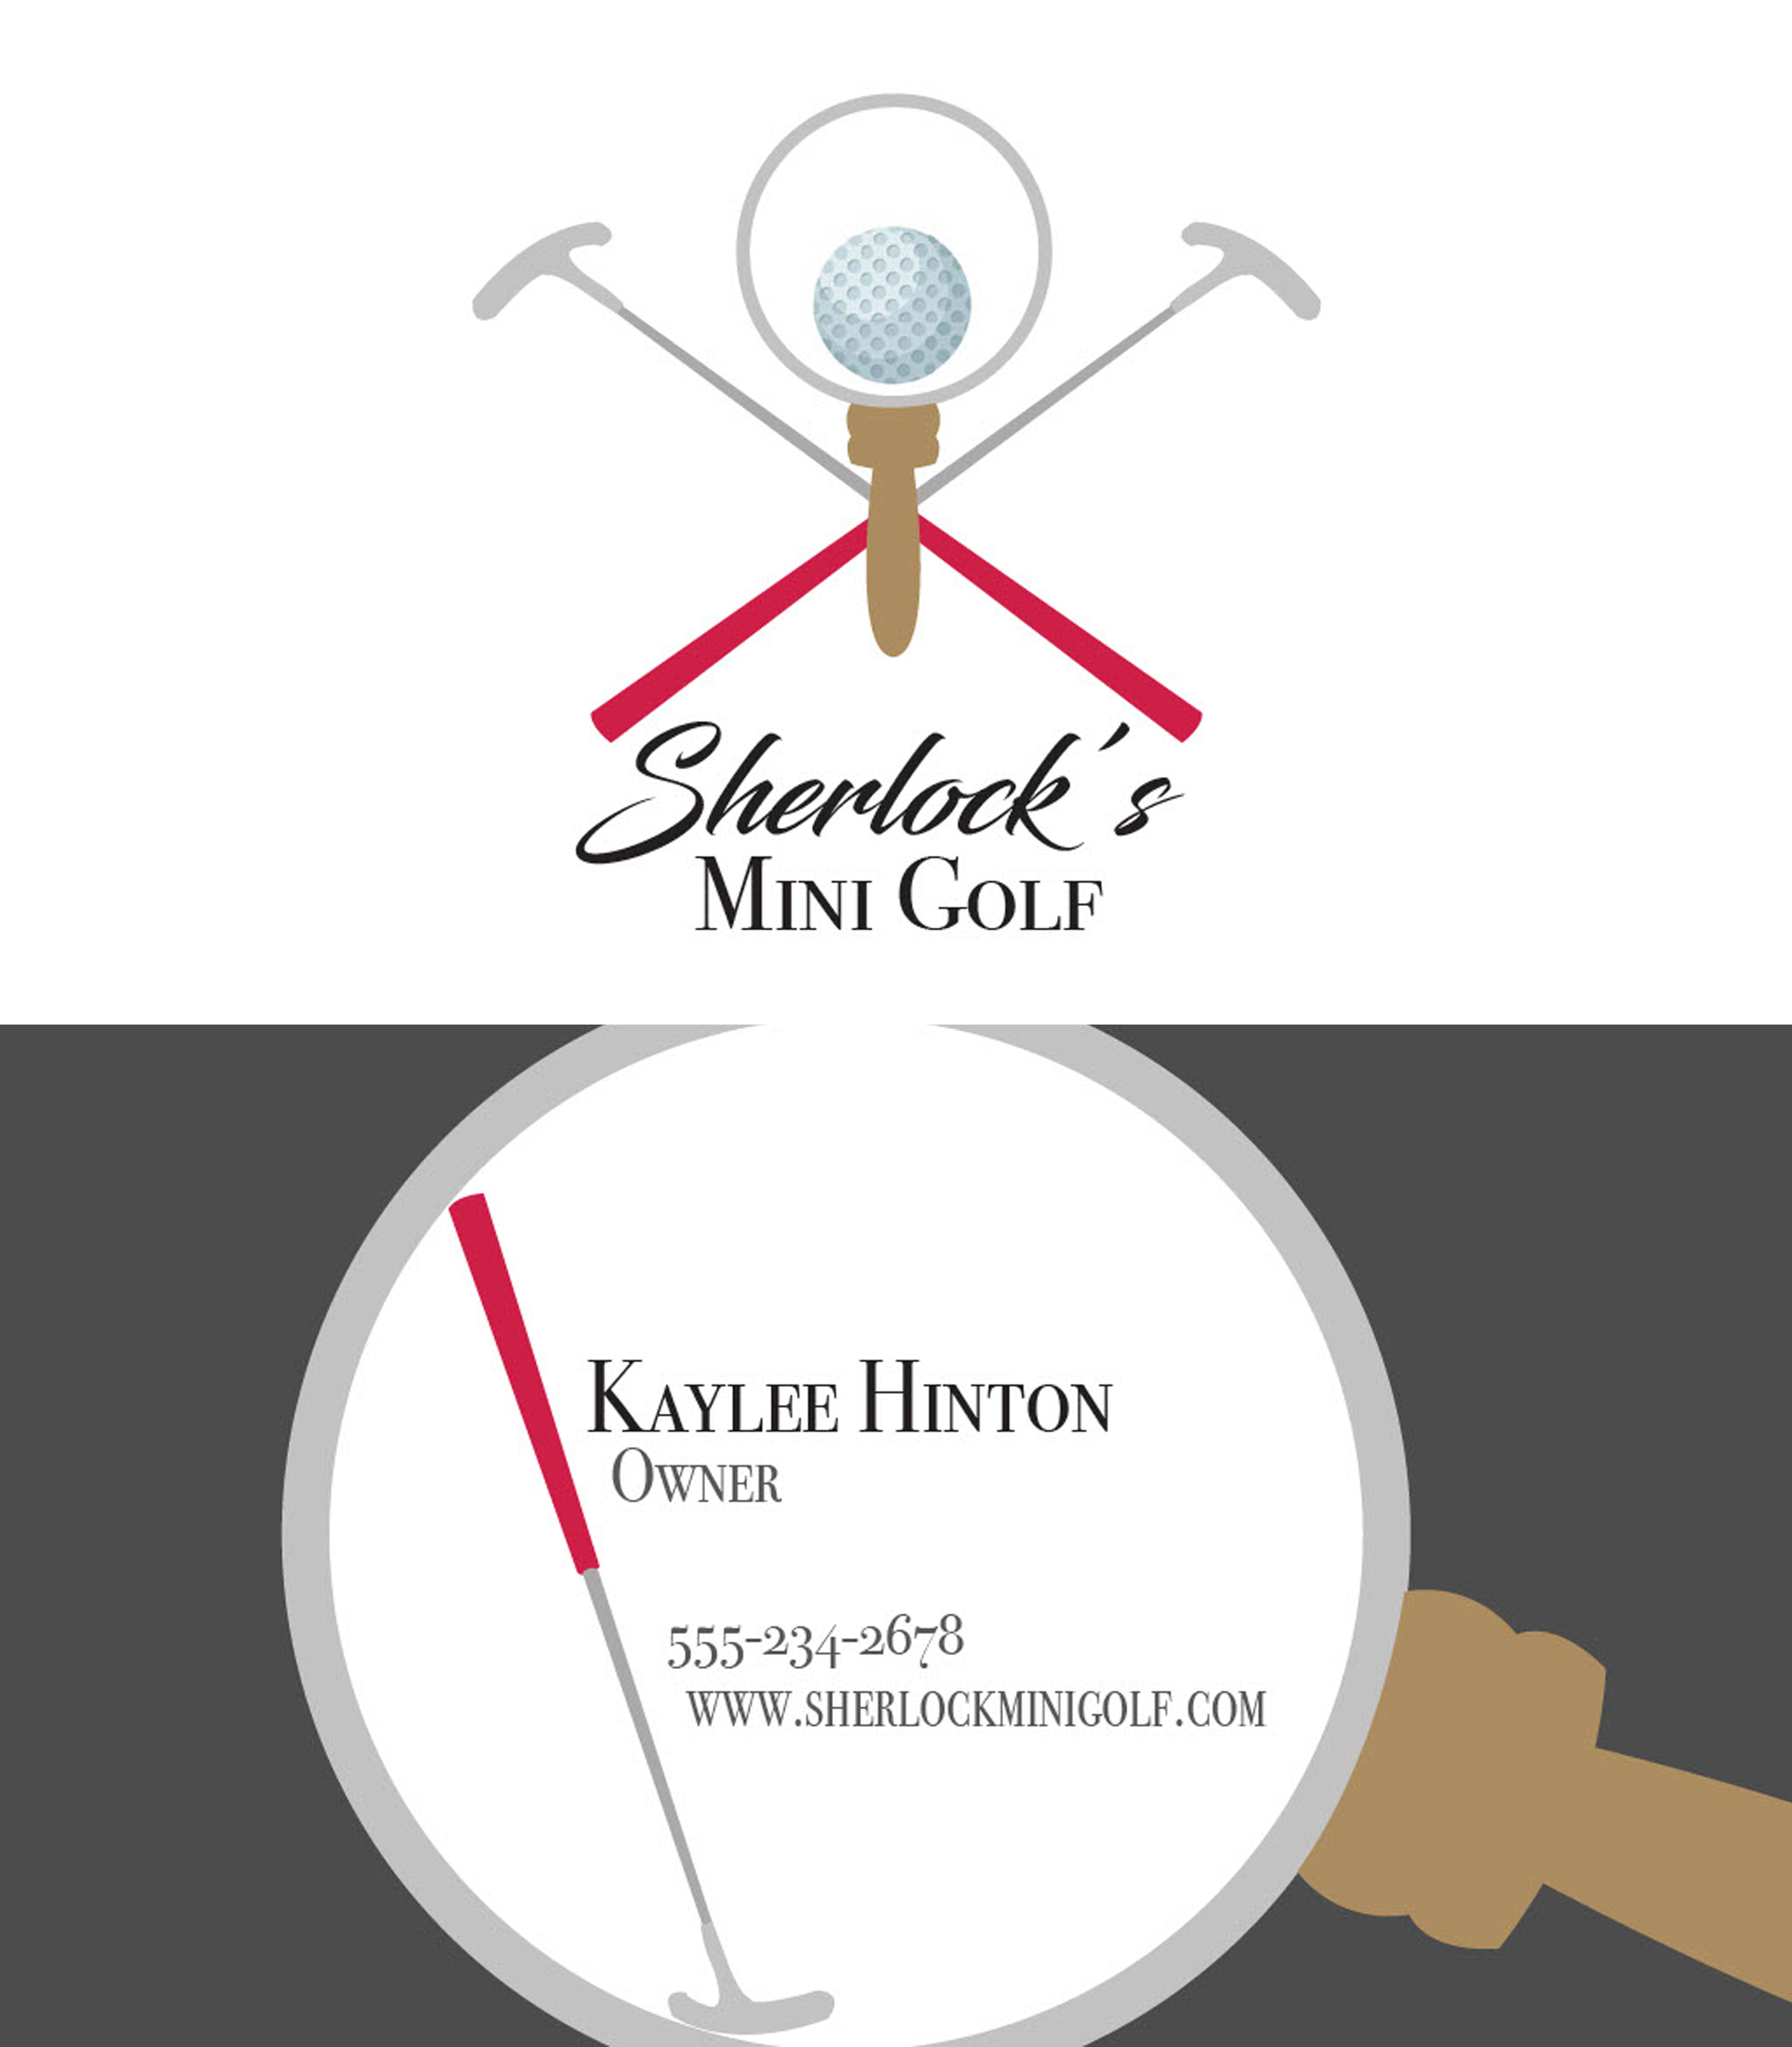 Sherlock's
Mini Golf
Kaylee Hinton
Owner
555-234-2678
www.sherlockminigolf.com